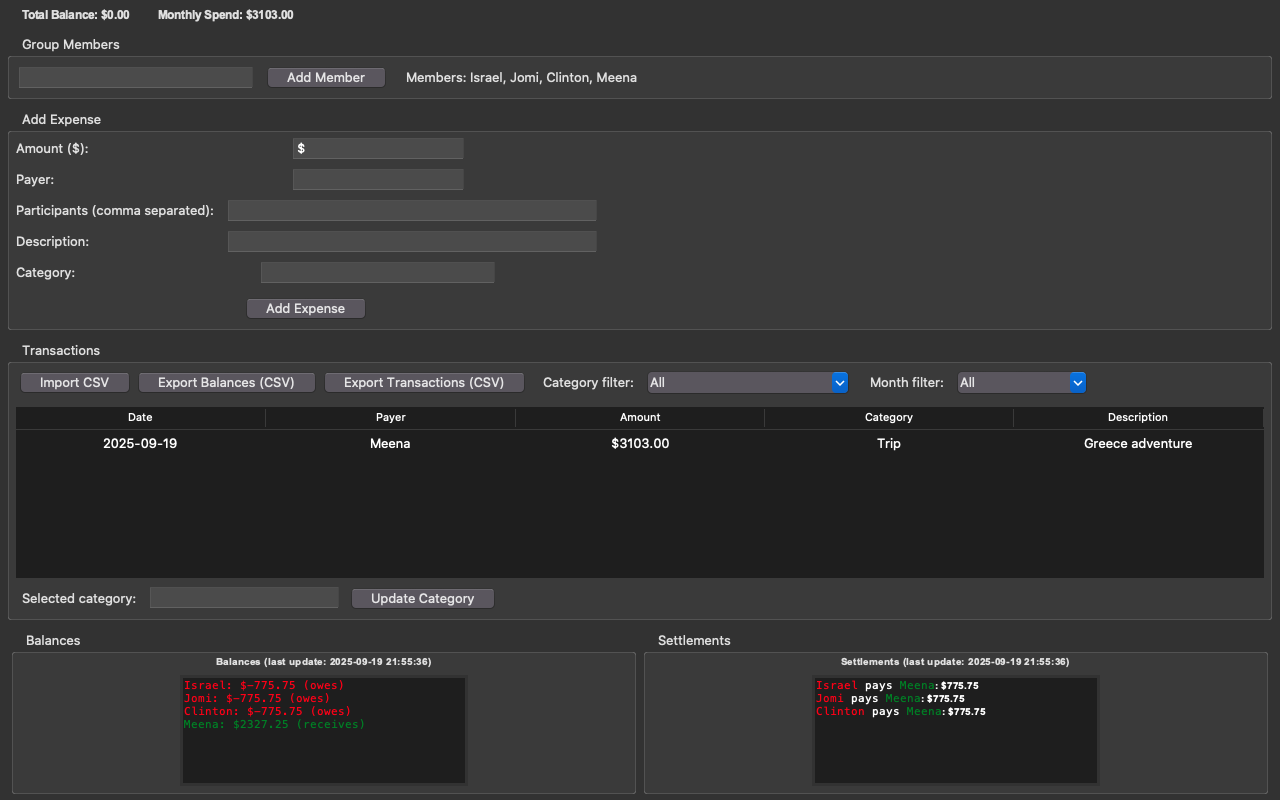 Total Balance: $0.00 Monthly Spend: $3103.00
Group Members
Add Member Members: Israel, Jomi, Clinton, Meena
Add Expense
Amount ($): $
Payer:
Participants (comma separated):
Description:
Category:
Add Expense
Transactions
Import CSV Export Balances (CSV) Export Transactions (CSV) Category filter: All Month filter: All
Date Payer Amount Category Description
2025-09-19 Meena $3103.00 Trip Greece adventure
Selected category: Update Category
Balances
Balances (last update: 2025-09-19 21:55:36)
Israel: $-775.75 (owes)
Jomi: $-775.75 (owes)
Clinton: $-775.75 (owes)
Meena: $2327.25 (receives)
Settlements
Settlements (last update: 2025-09-19 21:55:36)
Israel pays Meena:$775.75
Jomi pays Meena:$775.75
Clinton pays Meena:$775.75